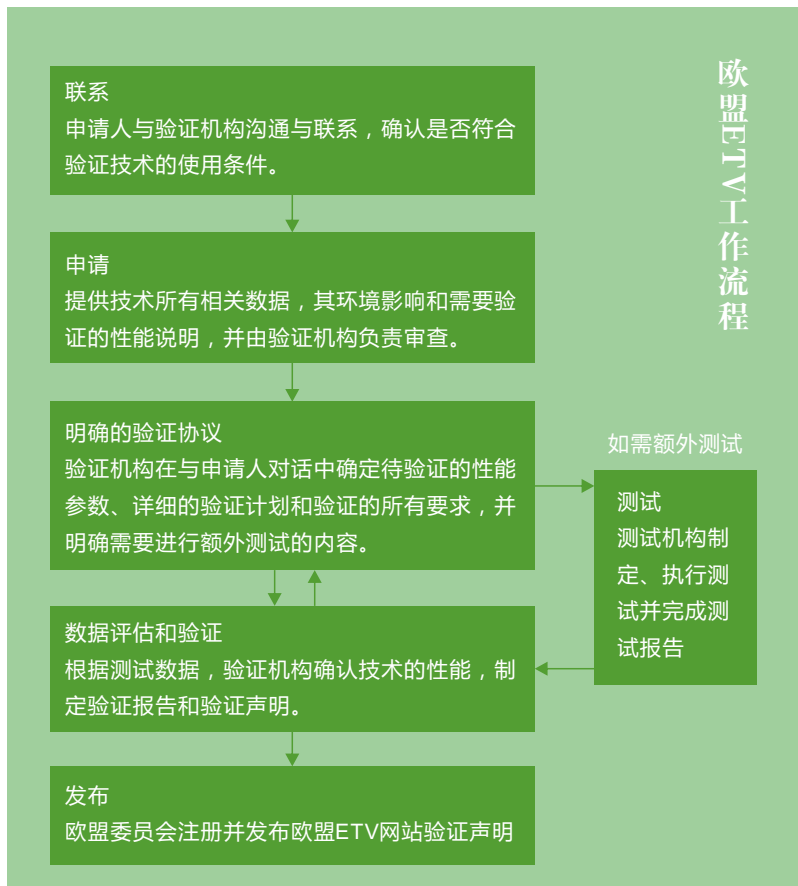 欧盟ETV工作流程
联系
申请人与验证机构沟通与联系，确认是否符合
验证技术的使用条件。
申请
提供技术所有相关数据，其环境影响和需要验
证的性能说明，并由验证机构负责审查。
明确的验证协议
验证机构在与申请人对话中确定待验证的性能
参数、详细的验证计划和验证的所有要求，并
明确需要进行额外测试的内容。
如需额外测试
测试
测试机构制
定、执行测
试并完成测
试报告
数据评估和验证
根据测试数据，验证机构确认技术的性能，制
定验证报告和验证声明。
发布
欧盟委员会注册并发布欧盟ETV网站验证声明